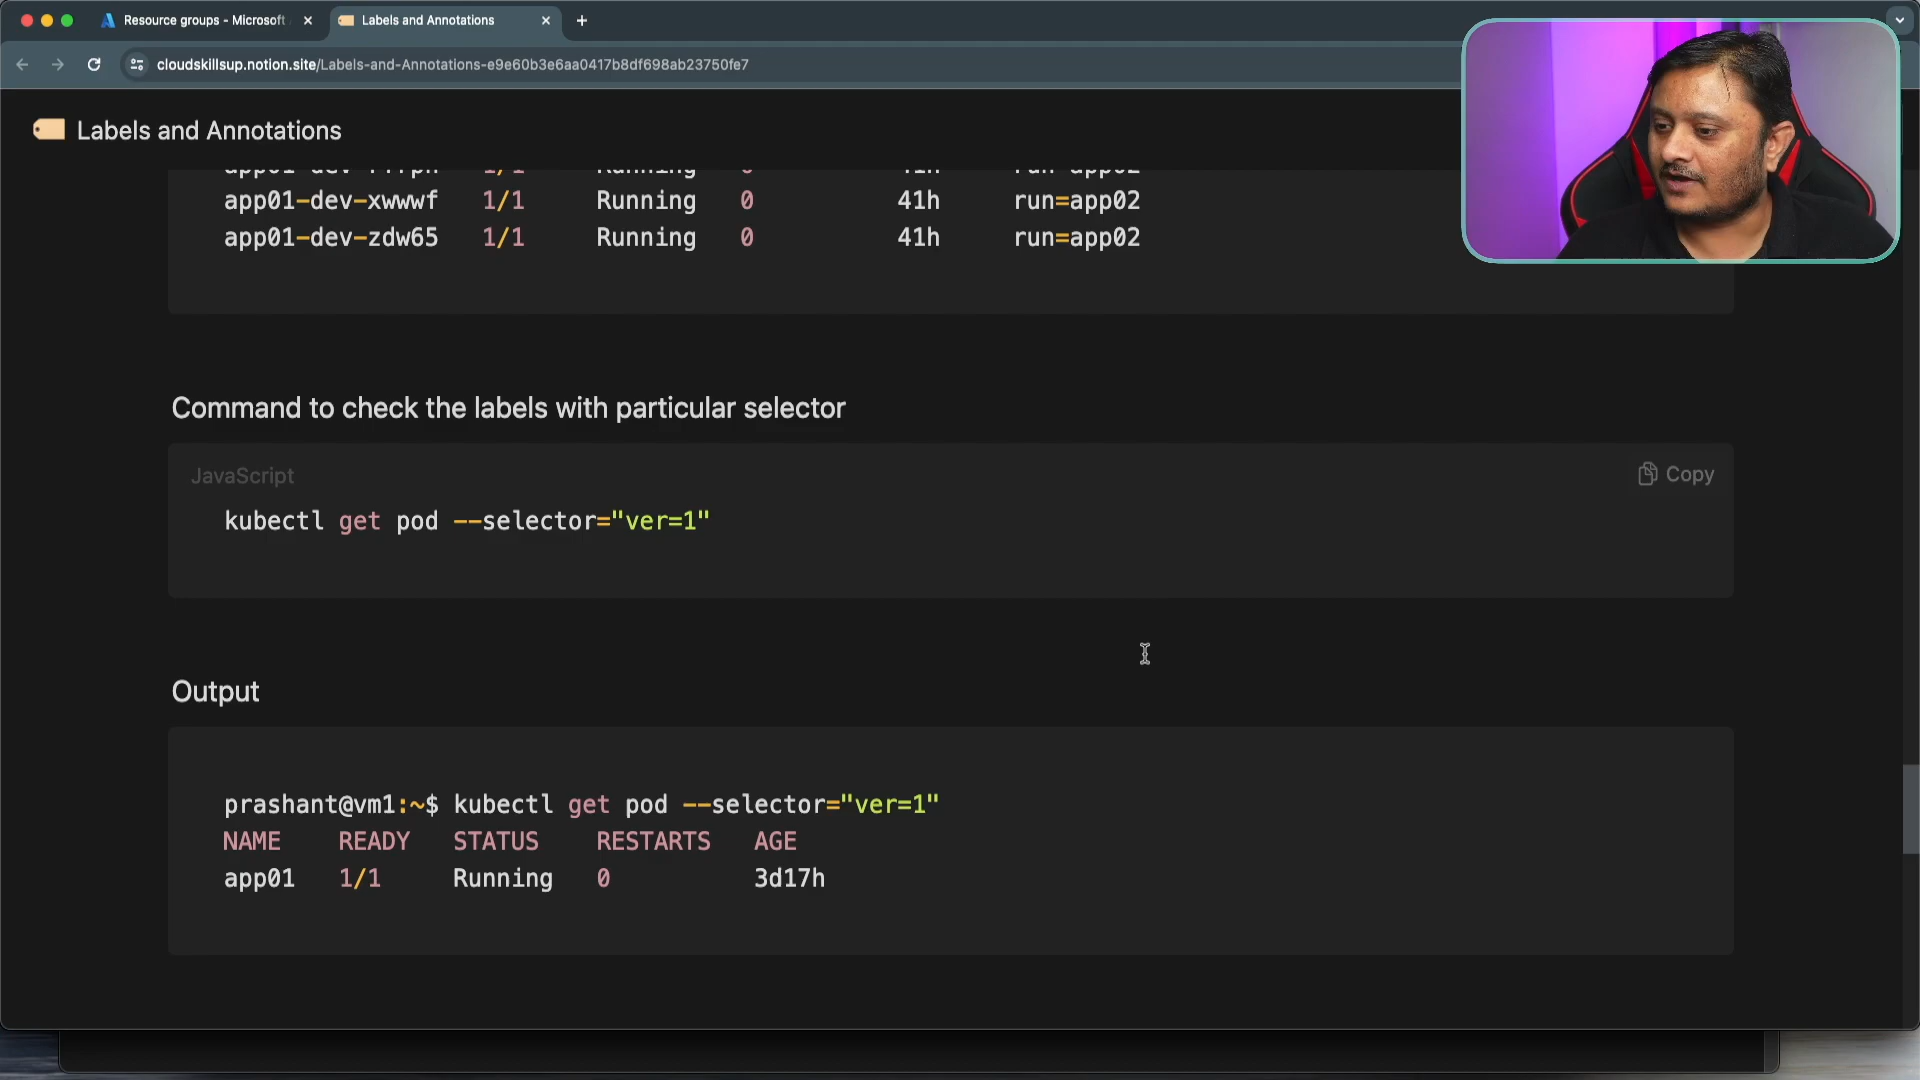 Resource groups - Microsoft
Labels and Annotations
cloudskillsup.notion.site/Labels-and-Annotations-e9e60b3e6aa0417b8df698ab23750fe7
Labels and Annotations
app01-dev-xwwwf 1/1 Running 0 41h run=app02
app01-dev-zdw65 1/1 Running 0 41h run=app02
Command to check the labels with particular selector
JavaScript
Copy
kubectl get pod --selector="ver=1"
Output
prashant@vm1:~$ kubectl get pod --selector="ver=1"
NAME READY STATUS RESTARTS AGE
app01 1/1 Running 0 3d17h